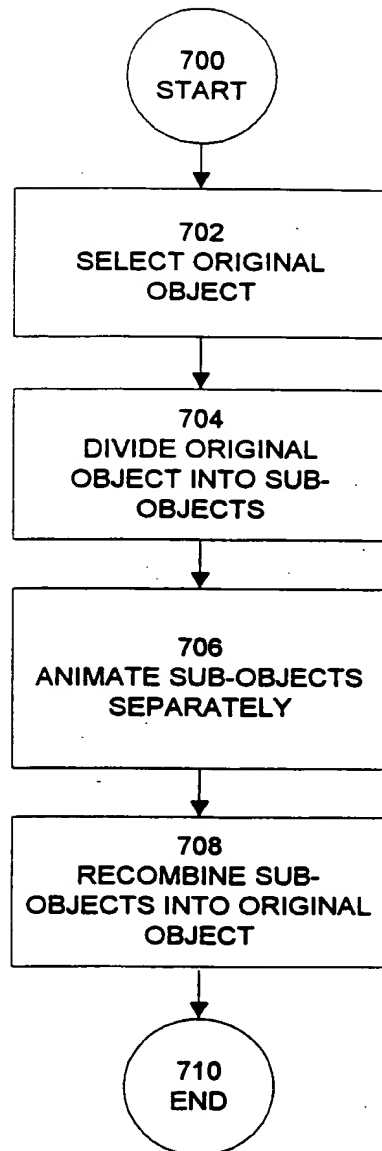 700
START
702
SELECT ORIGINAL
OBJECT
704
DIVIDE ORIGINAL
OBJECT INTO SUB-
OBJECTS
706
ANIMATE SUB-OBJECTS
SEPARATELY
708
RECOMBINE SUB-
OBJECTS INTO ORIGINAL
OBJECT
710
END